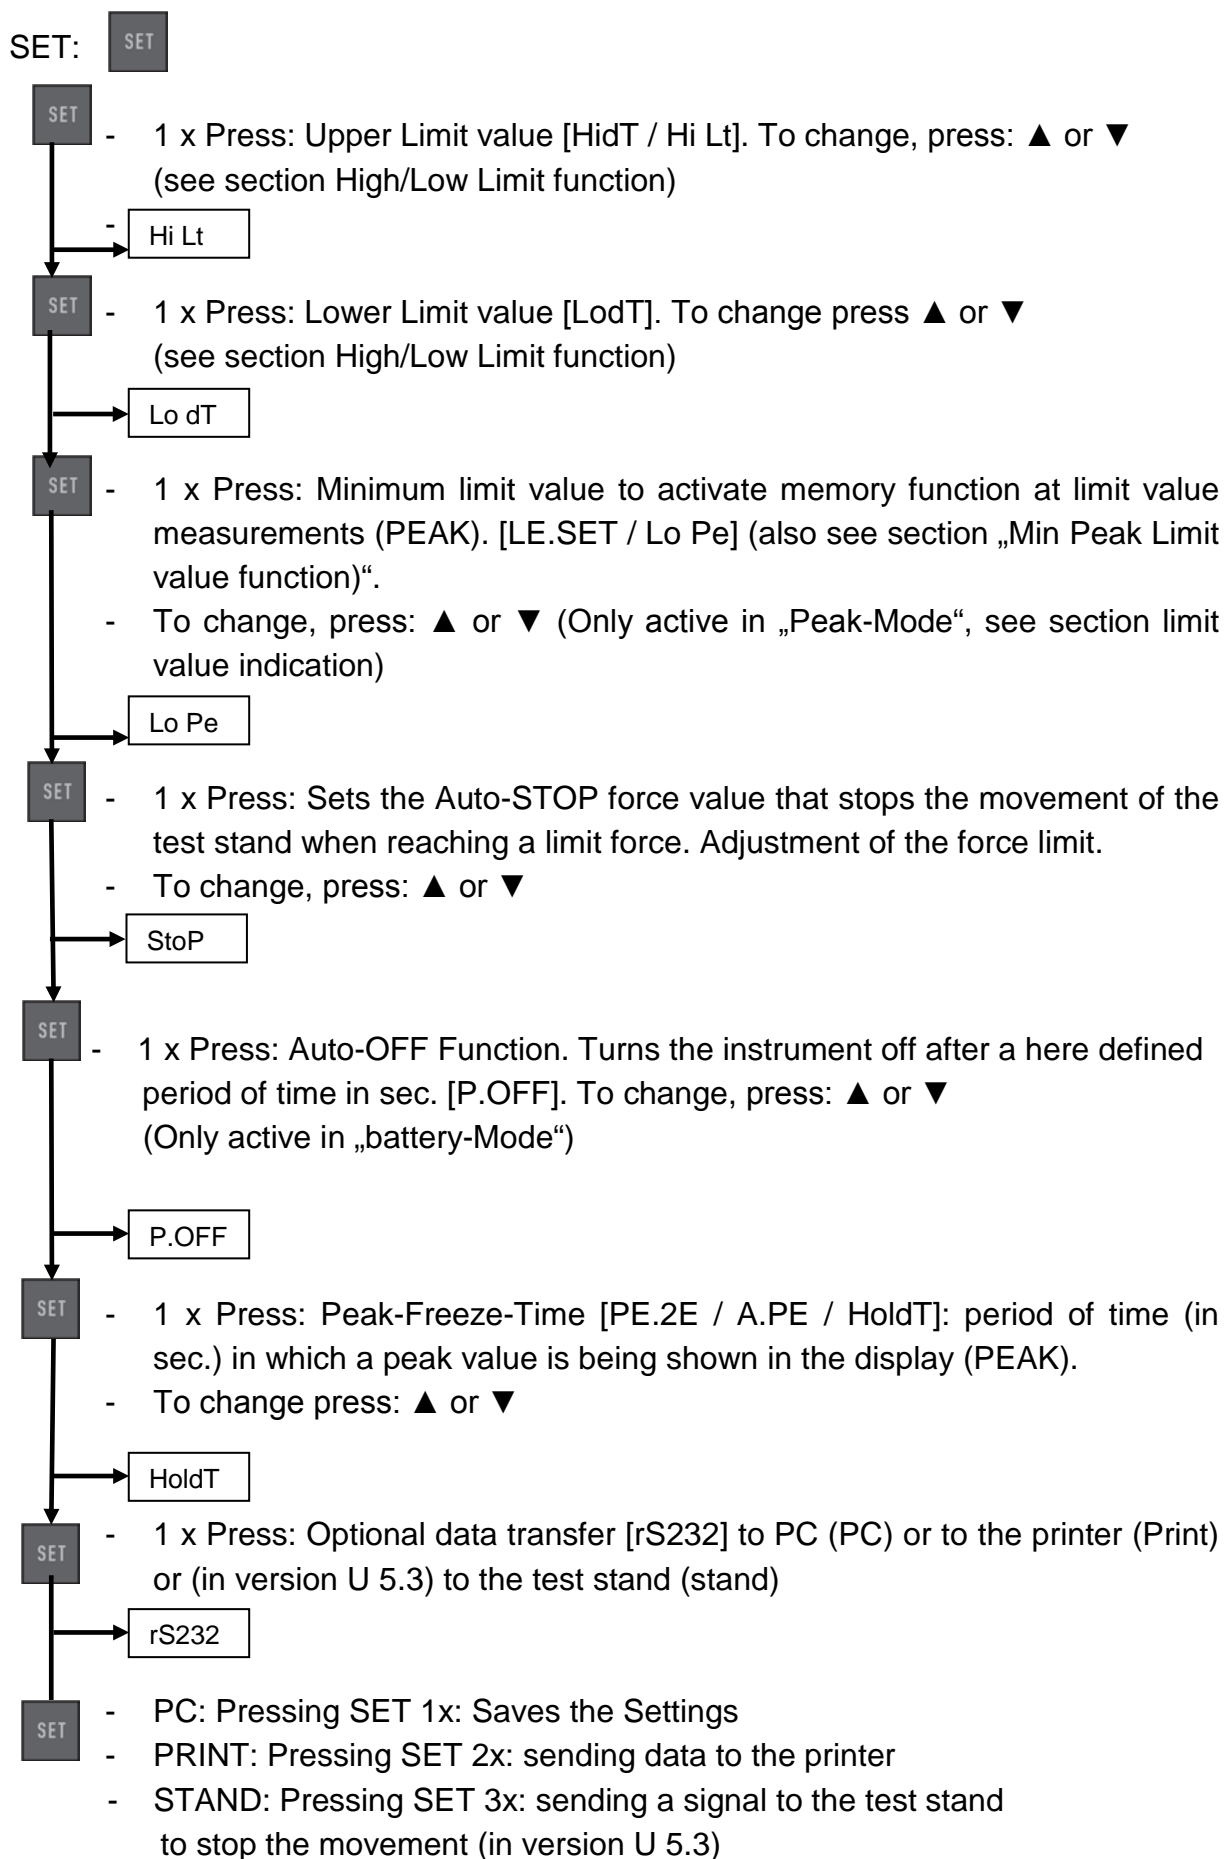 SET: SET
SET
- 1 x Press: Upper Limit value [HidT / Hi Lt]. To change, press: ▲ or ▼
(see section High/Low Limit function)
-
Hi Lt
SET
- 1 x Press: Lower Limit value [LodT]. To change press ▲ or ▼
(see section High/Low Limit function)
Lo dT
SET
- 1 x Press: Minimum limit value to activate memory function at limit value
measurements (PEAK). [LE.SET / Lo Pe] (also see section „Min Peak Limit
value function)“.
- To change, press: ▲ or ▼ (Only active in „Peak-Mode“, see section limit
value indication)
Lo Pe
SET
- 1 x Press: Sets the Auto-STOP force value that stops the movement of the
test stand when reaching a limit force. Adjustment of the force limit.
- To change, press: ▲ or ▼
StoP
SET
- 1 x Press: Auto-OFF Function. Turns the instrument off after a here defined
period of time in sec. [P.OFF]. To change, press: ▲ or ▼
(Only active in „battery-Mode“)
P.OFF
SET
- 1 x Press: Peak-Freeze-Time [PE.2E / A.PE / HoldT]: period of time (in
sec.) in which a peak value is being shown in the display (PEAK).
- To change press: ▲ or ▼
HoldT
SET
- 1 x Press: Optional data transfer [rS232] to PC (PC) or to the printer (Print)
or (in version U 5.3) to the test stand (stand)
rS232
SET
- PC: Pressing SET 1x: Saves the Settings
- PRINT: Pressing SET 2x: sending data to the printer
- STAND: Pressing SET 3x: sending a signal to the test stand
to stop the movement (in version U 5.3)